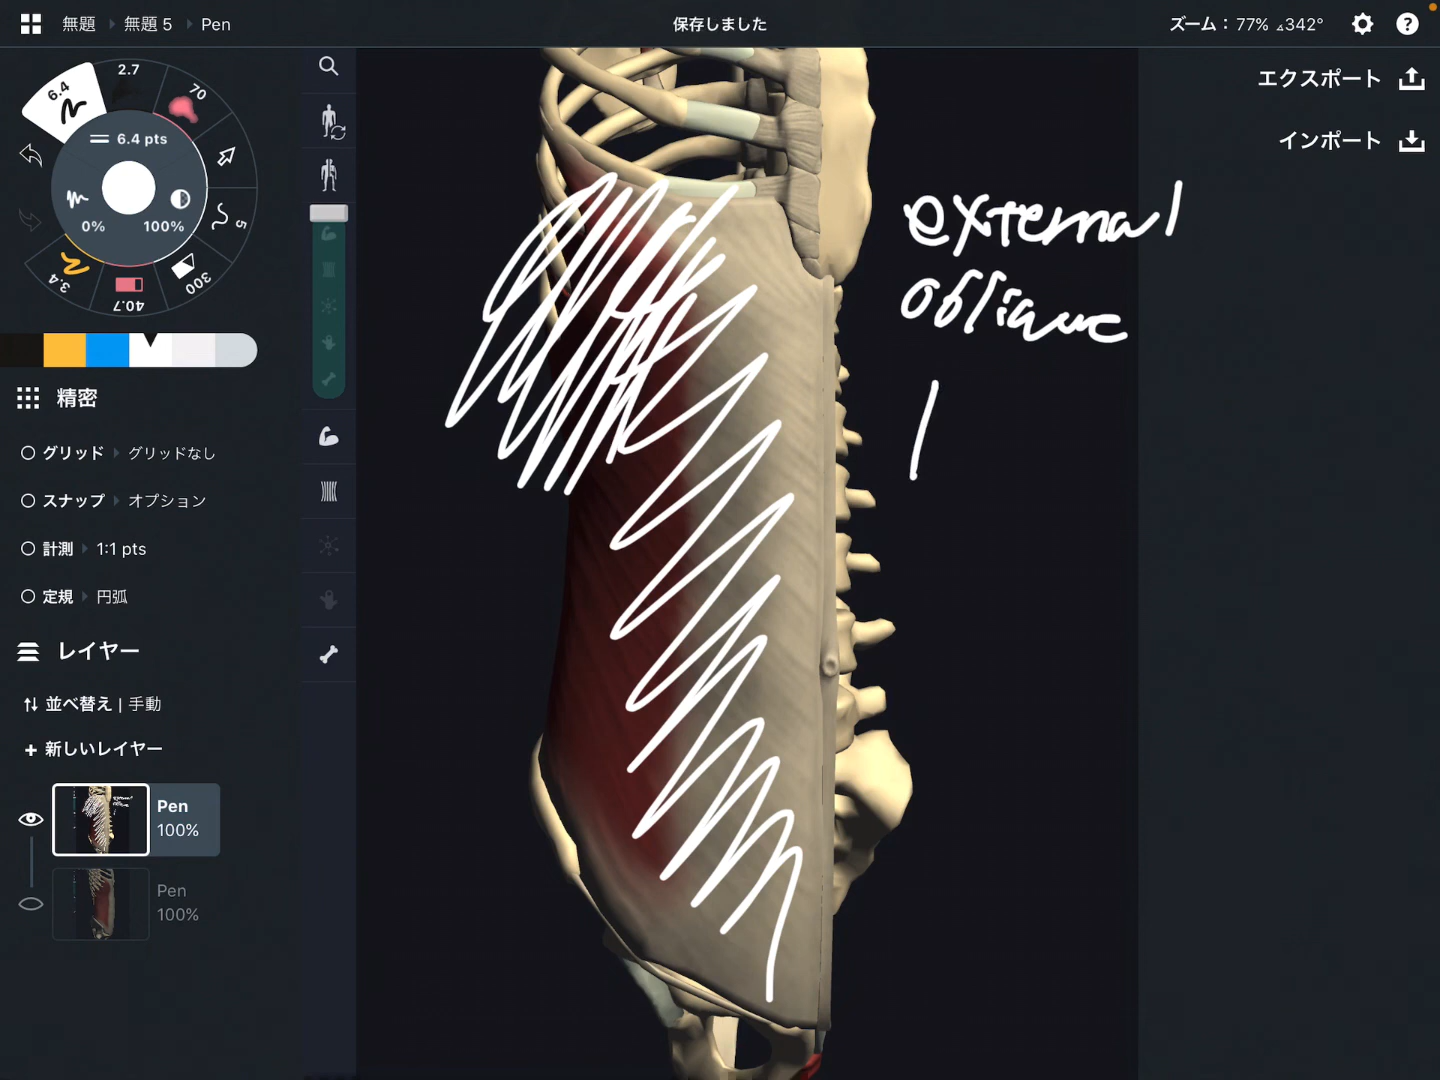 無題 無題 5 Pen
保存しました
ズーム： 77% ⦟342°
エクスポート
インポート
2.7
6.4
70
6.4 pts
0%
100%
5
300
40.7
3.4
精密
グリッド グリッドなし
スナップ オプション
計測 1:1 pts
定規 円弧
レイヤー
並べ替え | 手動
+ 新しいレイヤー
Pen
100%
Pen
100%
external
oblique